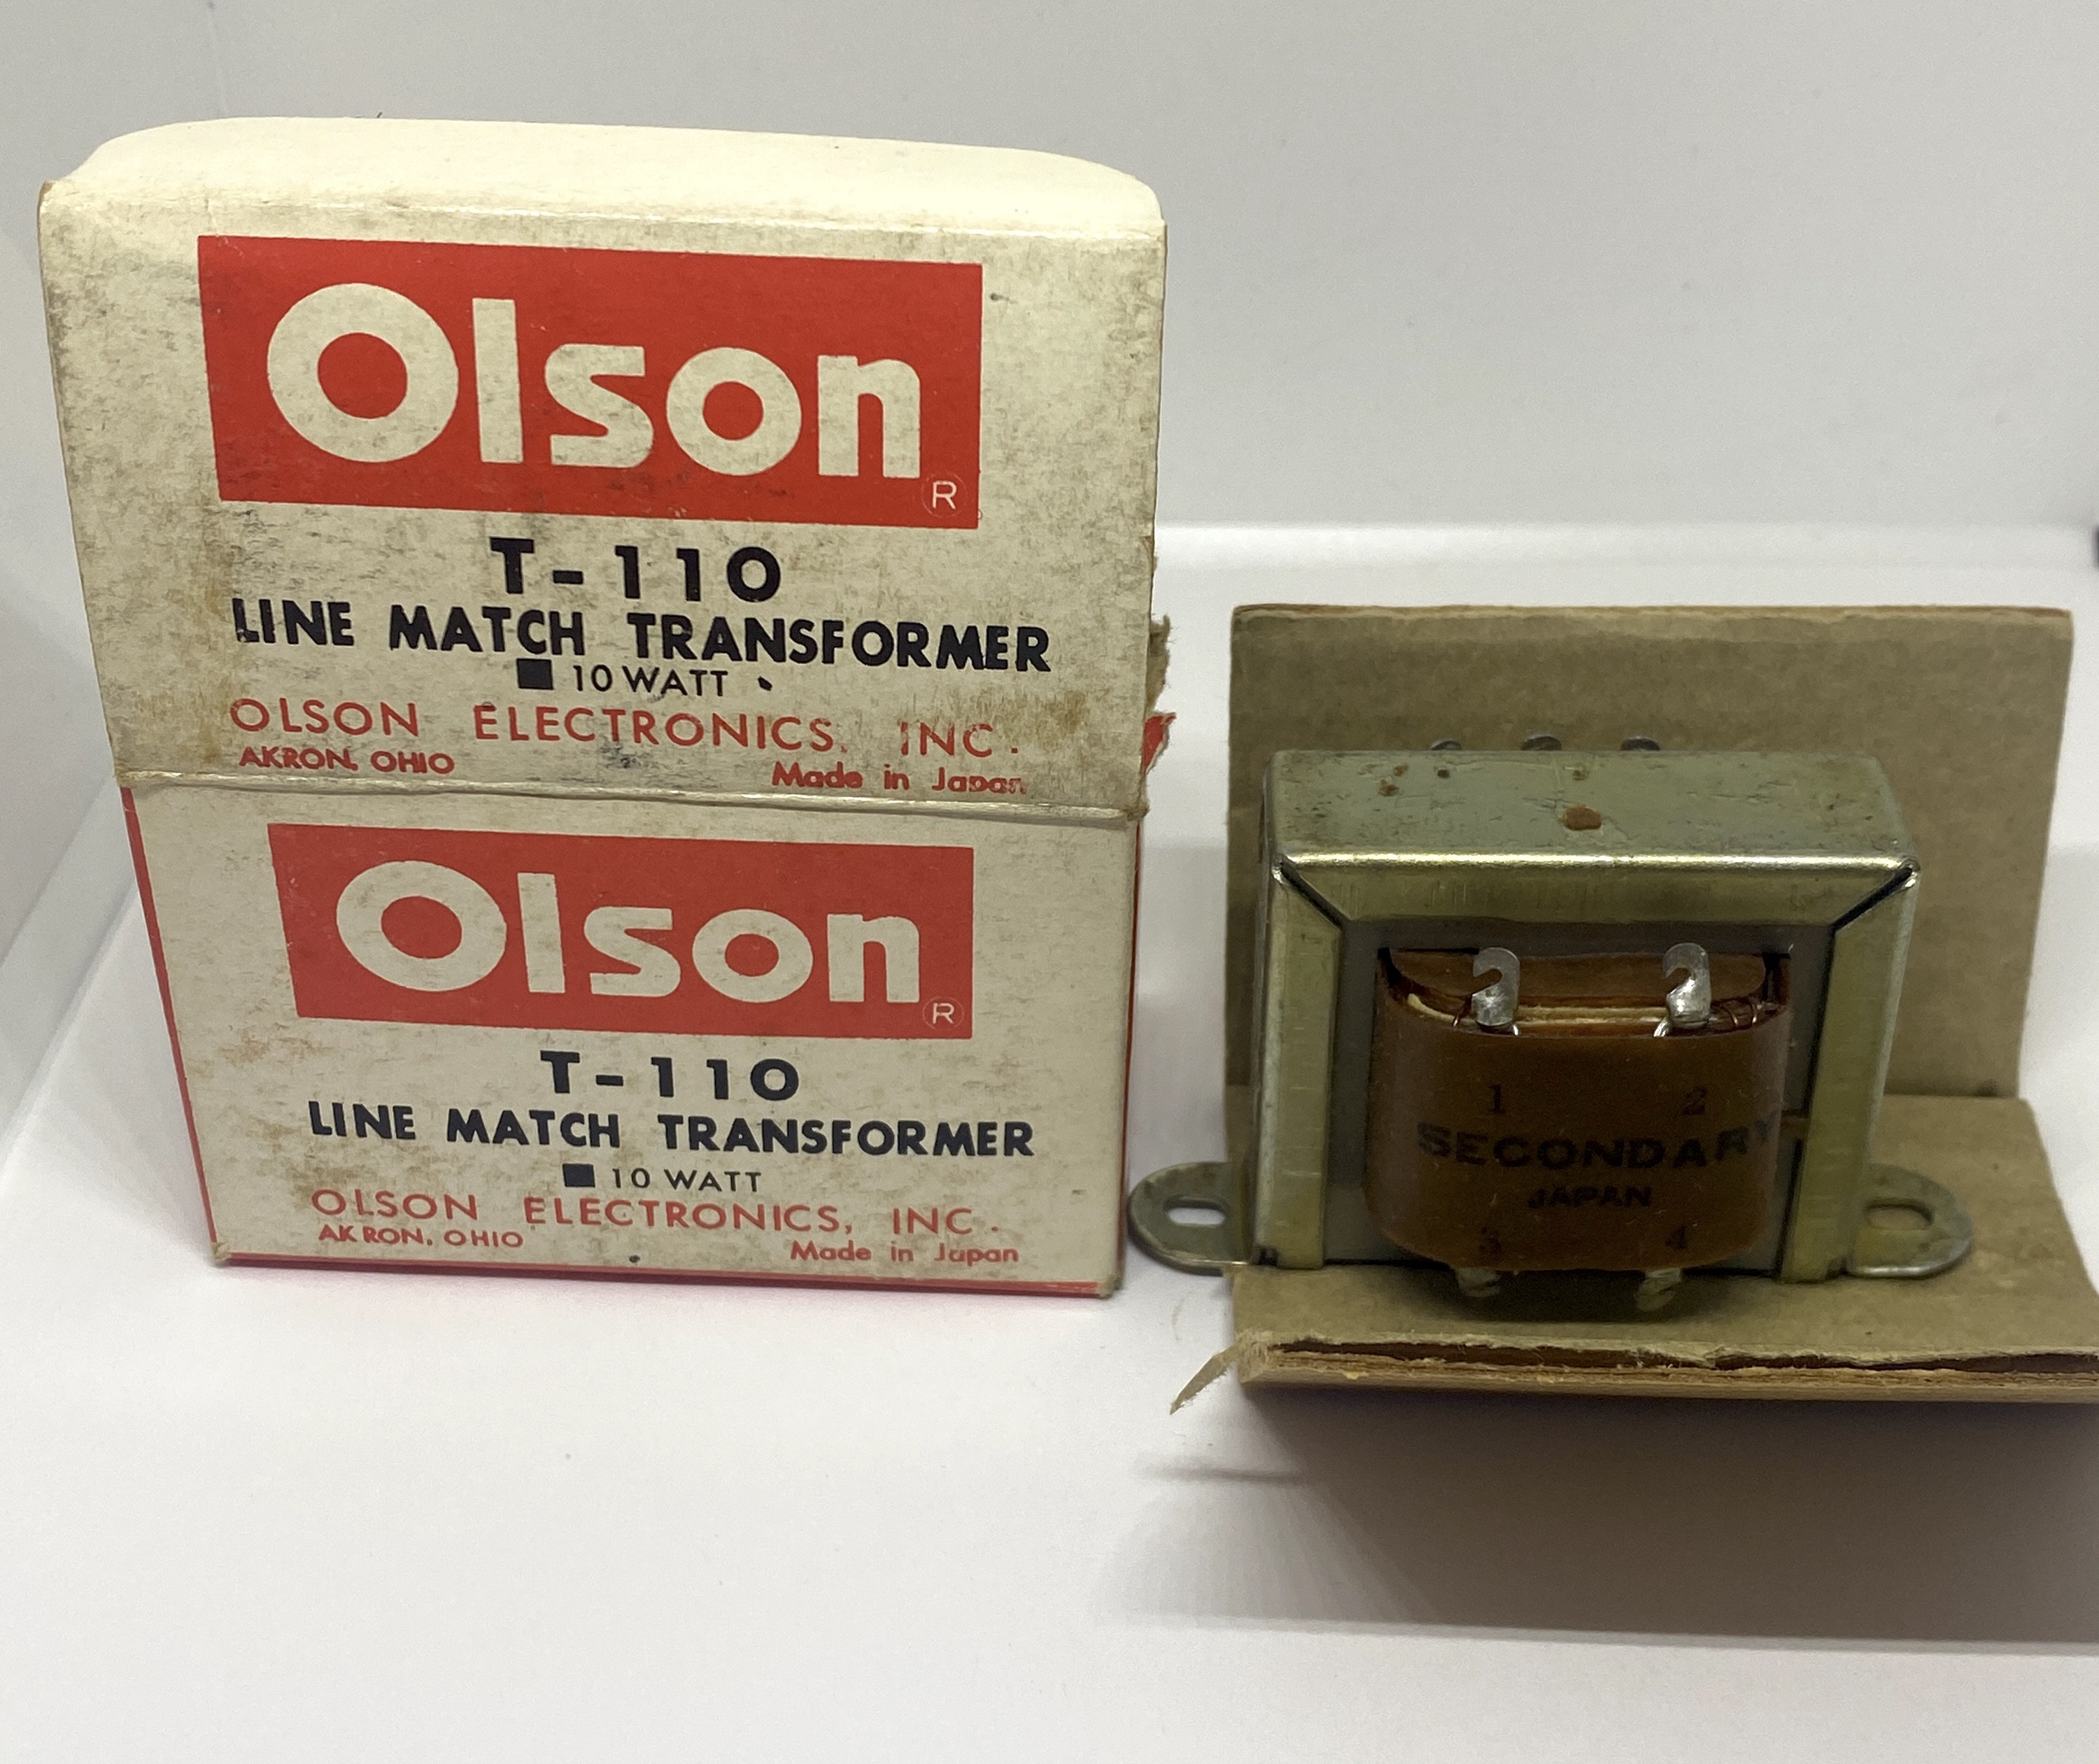 Olson
®
T-110
LINE MATCH TRANSFORMER
■ 10 WATT
OLSON ELECTRONICS, INC.
AKRON, OHIO Made in Japan
Olson
®
T-110
LINE MATCH TRANSFORMER
■ 10 WATT
OLSON ELECTRONICS, INC.
AKRON, OHIO Made in Japan
1 2
SECONDARY
JAPAN
3 4